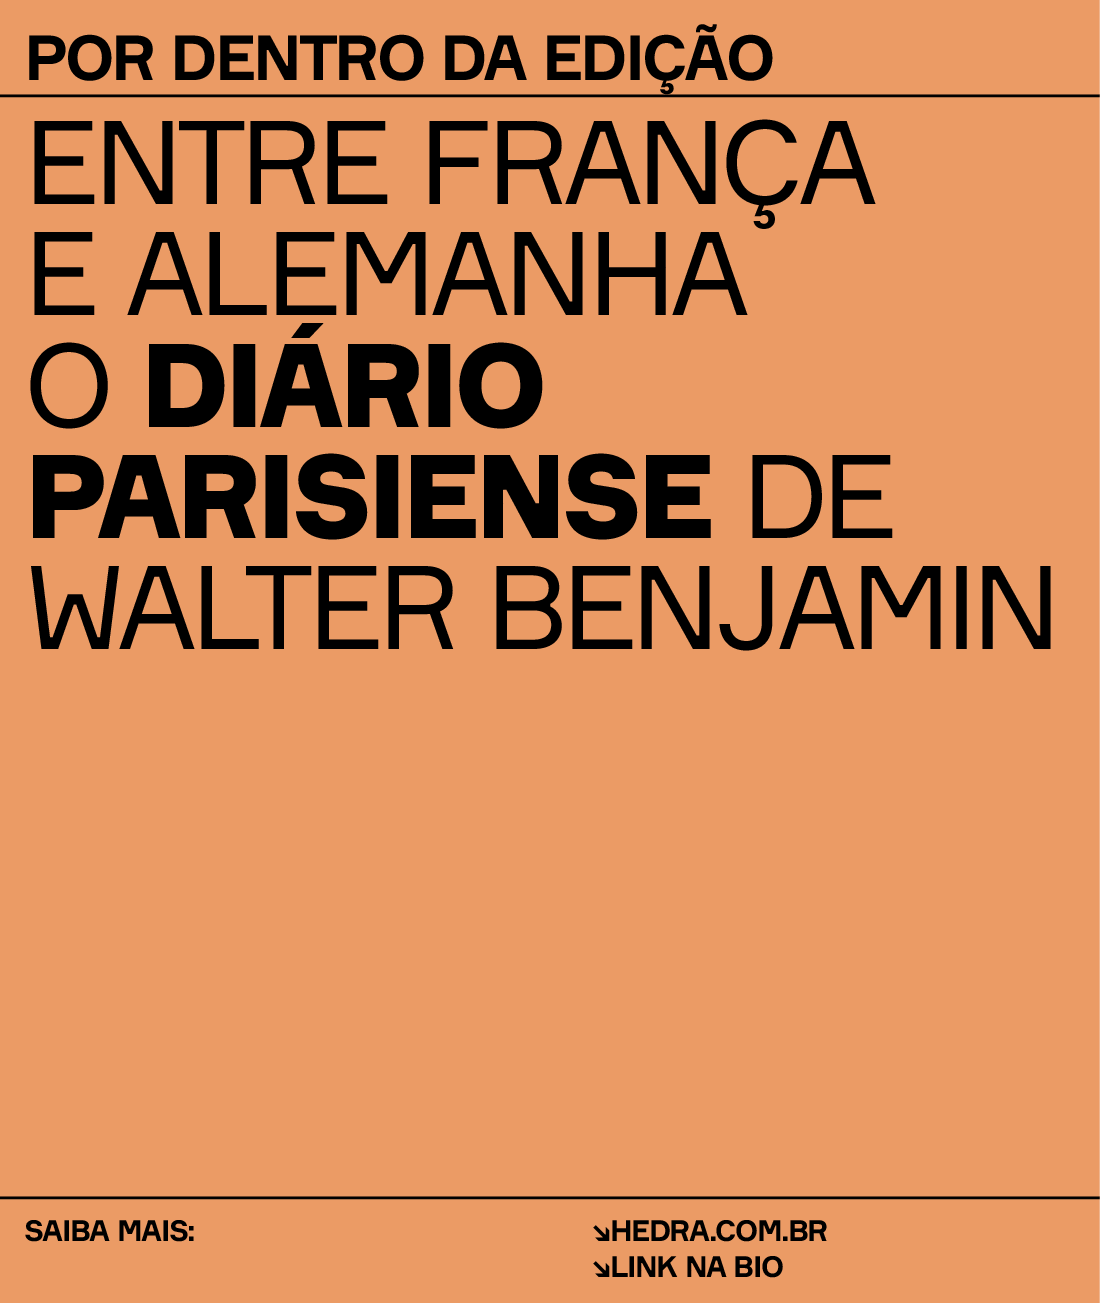 POR DENTRO DA EDIÇÃO
ENTRE FRANÇA
E ALEMANHA
O DIÁRIO
PARISIENSE DE
WALTER BENJAMIN
SAIBA MAIS:
↘HEDRA.COM.BR
↘LINK NA BIO